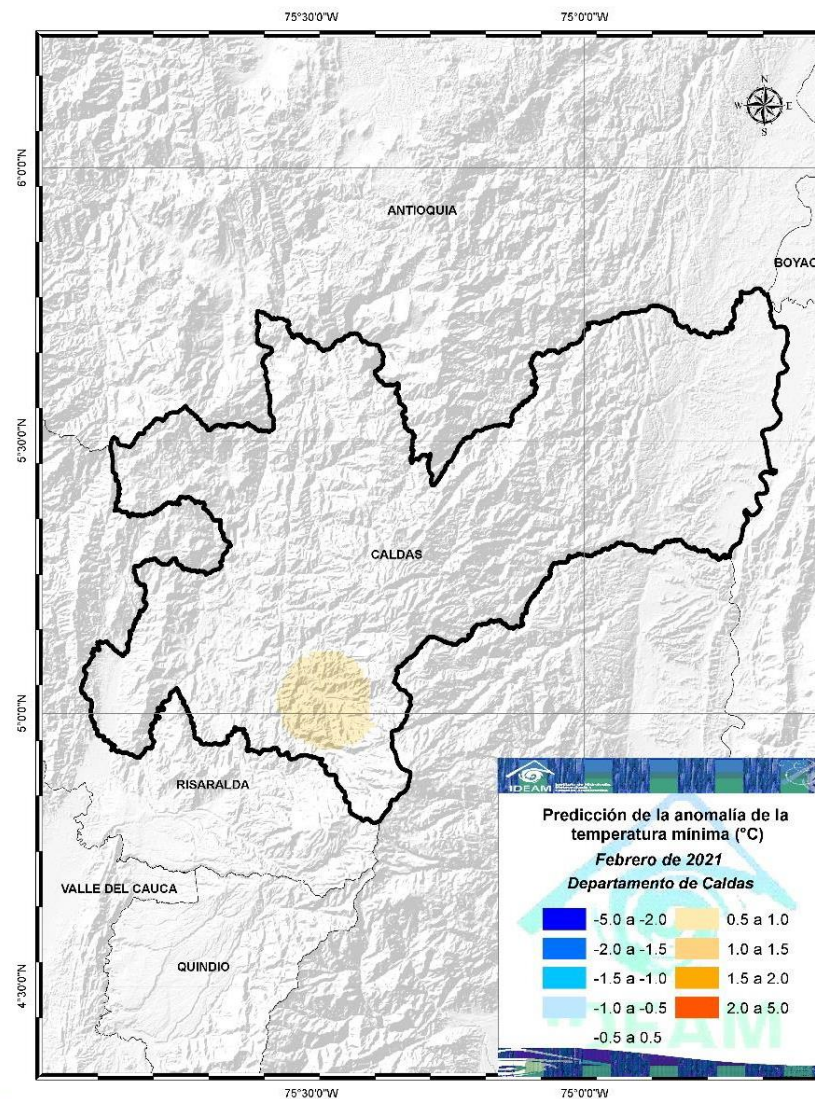 75°30'0"W
75°0'0"W
N
W
E
S
6°0'0"N
ANTIOQUIA
BOYAC
5°30'0"N
CALDAS
5°0'0"N
RISARALDA
VALLE DEL CAUCA
QUINDIO
4°30'0"N
IDEAM
Predicción de la anomalía de la
temperatura mínima (°C)
Febrero de 2021
Departamento de Caldas
-5.0 a -2.0
0.5 a 1.0
-2.0 a -1.5
1.0 a 1.5
-1.5 a -1.0
1.5 a 2.0
-1.0 a -0.5
2.0 a 5.0
-0.5 a 0.5
IDEAM
75°30'0"W
75°0'0"W